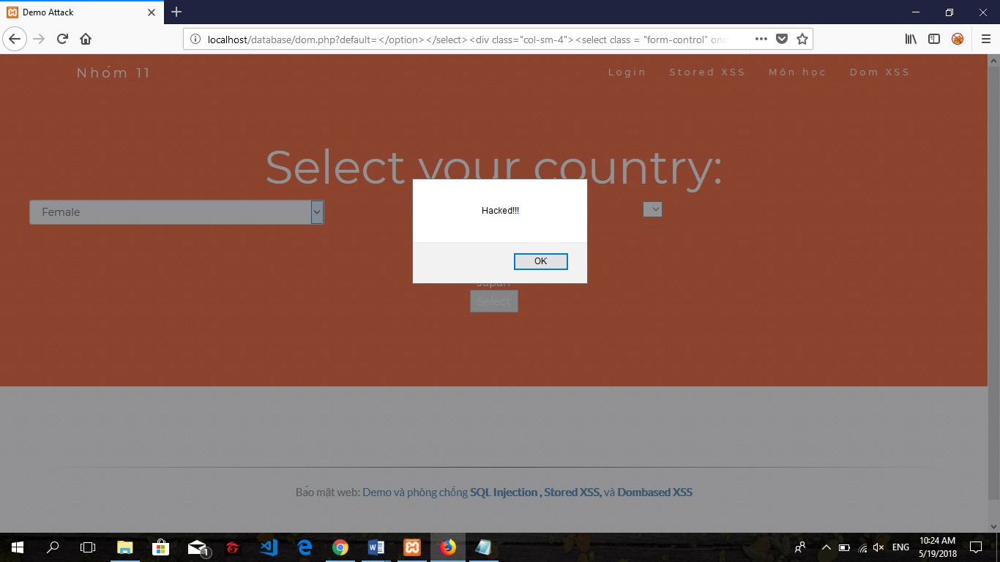 Demo Attack
localhost/database/dom.php?default=</option></select><div class="col-sm-4"><select class = "form-control" onc
Nhóm 11
Login
Stored XSS
Môn học
Dom XSS
Select your country:
Female
Hacked!!!
OK
Japan
Select
Bảo mật web: Demo và phòng chống SQL Injection , Stored XSS, và Dombased XSS
1
ENG
10:24 AM
5/19/2018